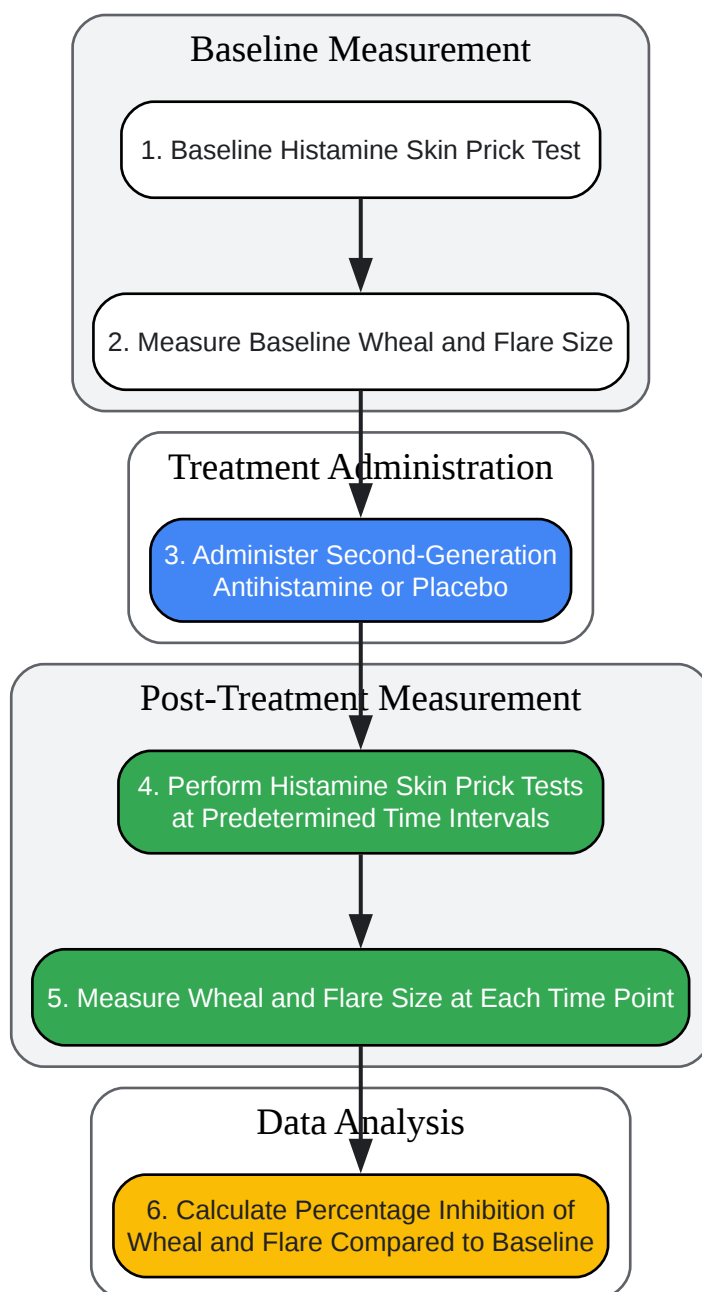 Baseline Measurement
1. Baseline Histamine Skin Prick Test
2. Measure Baseline Wheal and Flare Size
Treatment Administration
3. Administer Second-Generation
Antihistamine or Placebo
Post-Treatment Measurement
4. Perform Histamine Skin Prick Tests
at Predetermined Time Intervals
5. Measure Wheal and Flare Size at Each Time Point
Data Analysis
6. Calculate Percentage Inhibition of
Wheal and Flare Compared to Baseline